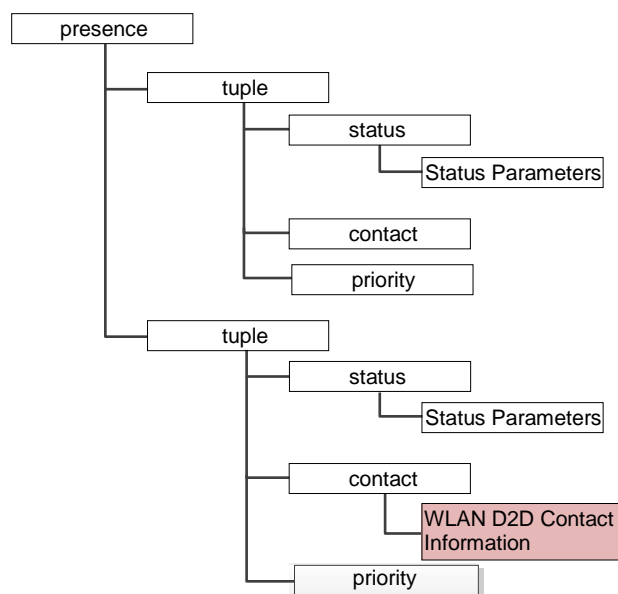 presence
tuple
status
Status Parameters
contact
priority
tuple
status
Status Parameters
contact
WLAN D2D Contact
Information
priority